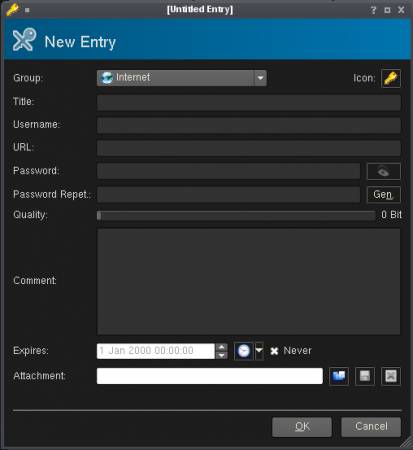 [Untitled Entry]
New Entry
Group: Internet Icon:
Title:
Username:
URL:
Password:
Password Repet.: Gen.
Quality: 0 Bit
Comment:
Expires: 1 Jan 2000 00:00:00 Never
Attachment:
OK Cancel